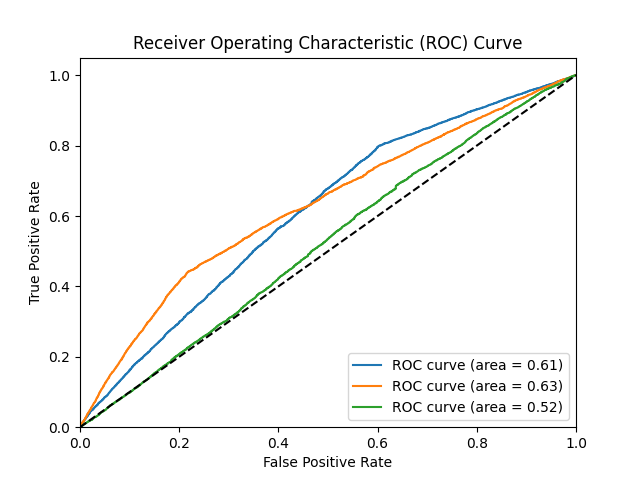 Receiver Operating Characteristic (ROC) Curve
True Positive Rate
1.0
0.8
0.6
0.4
0.2
0.0
0.0 0.2 0.4 0.6 0.8 1.0
False Positive Rate
ROC curve (area = 0.61)
ROC curve (area = 0.63)
ROC curve (area = 0.52)